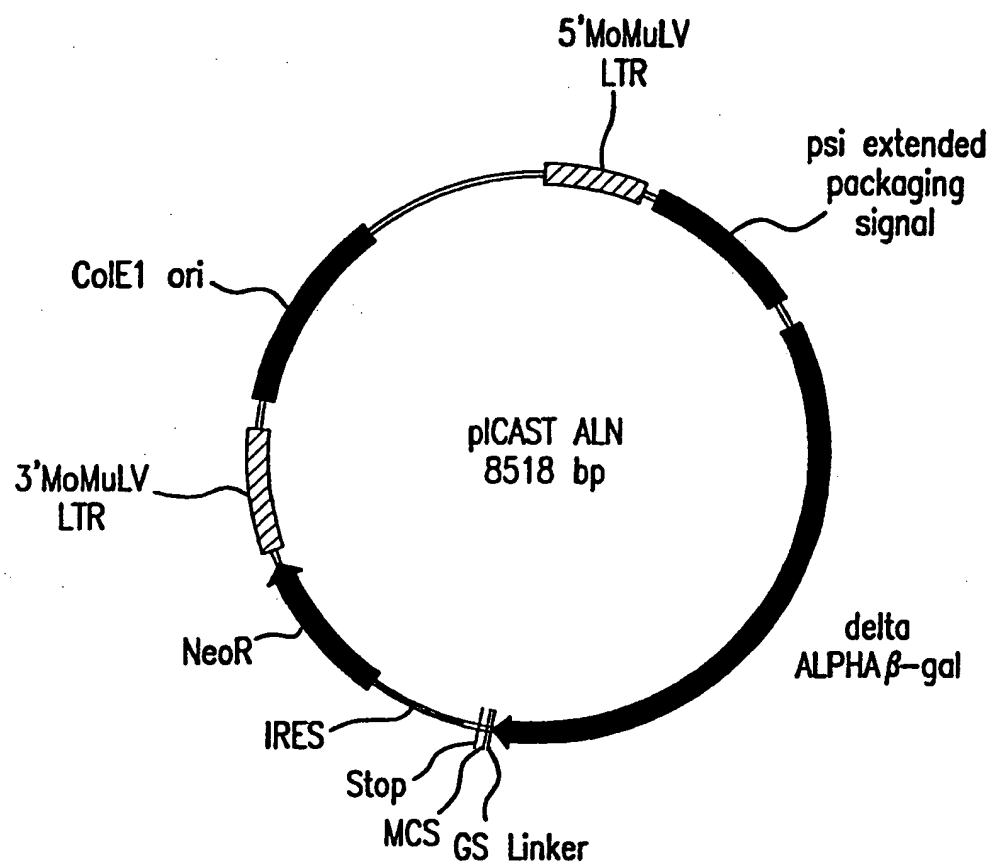 5'MoMuLV
LTR
psi extended
packaging
signal
ColE1 ori
pICAST ALN
8518 bp
3'MoMuLV
LTR
delta
ALPHA β-gal
NeoR
IRES
Stop
MCS
GS Linker